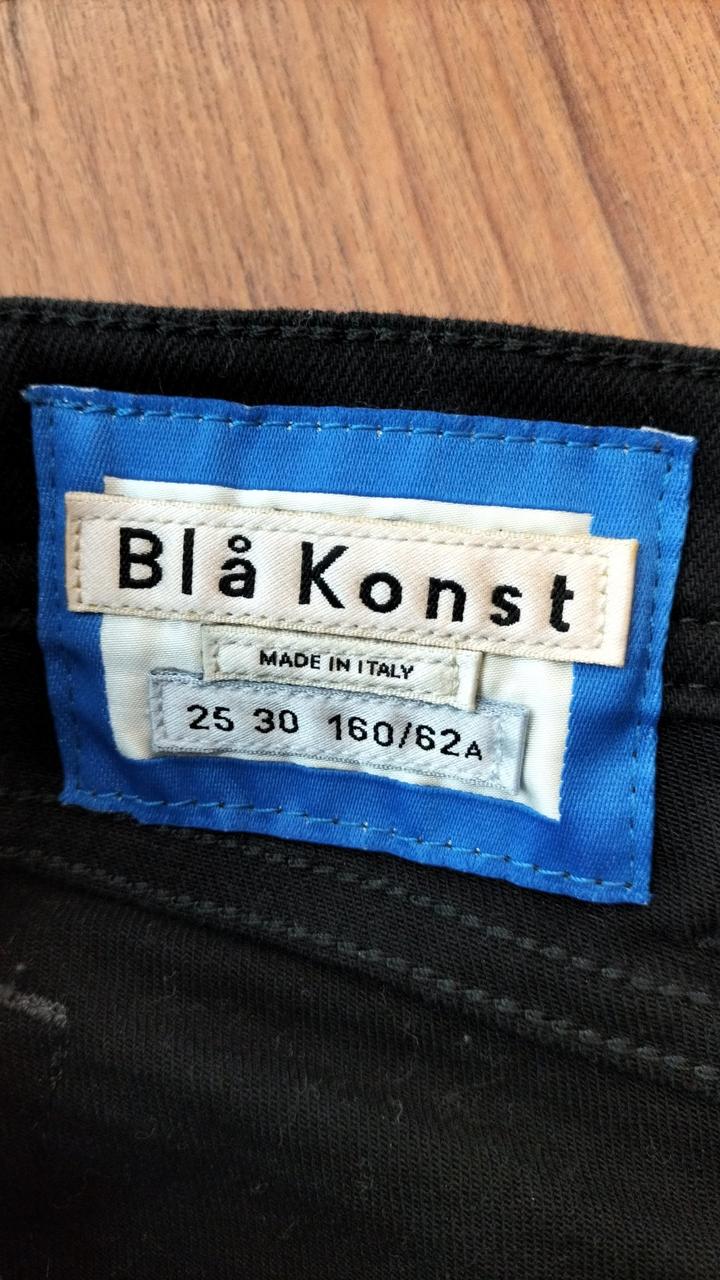 Blå Konst
MADE IN ITALY
25 30 160/62A